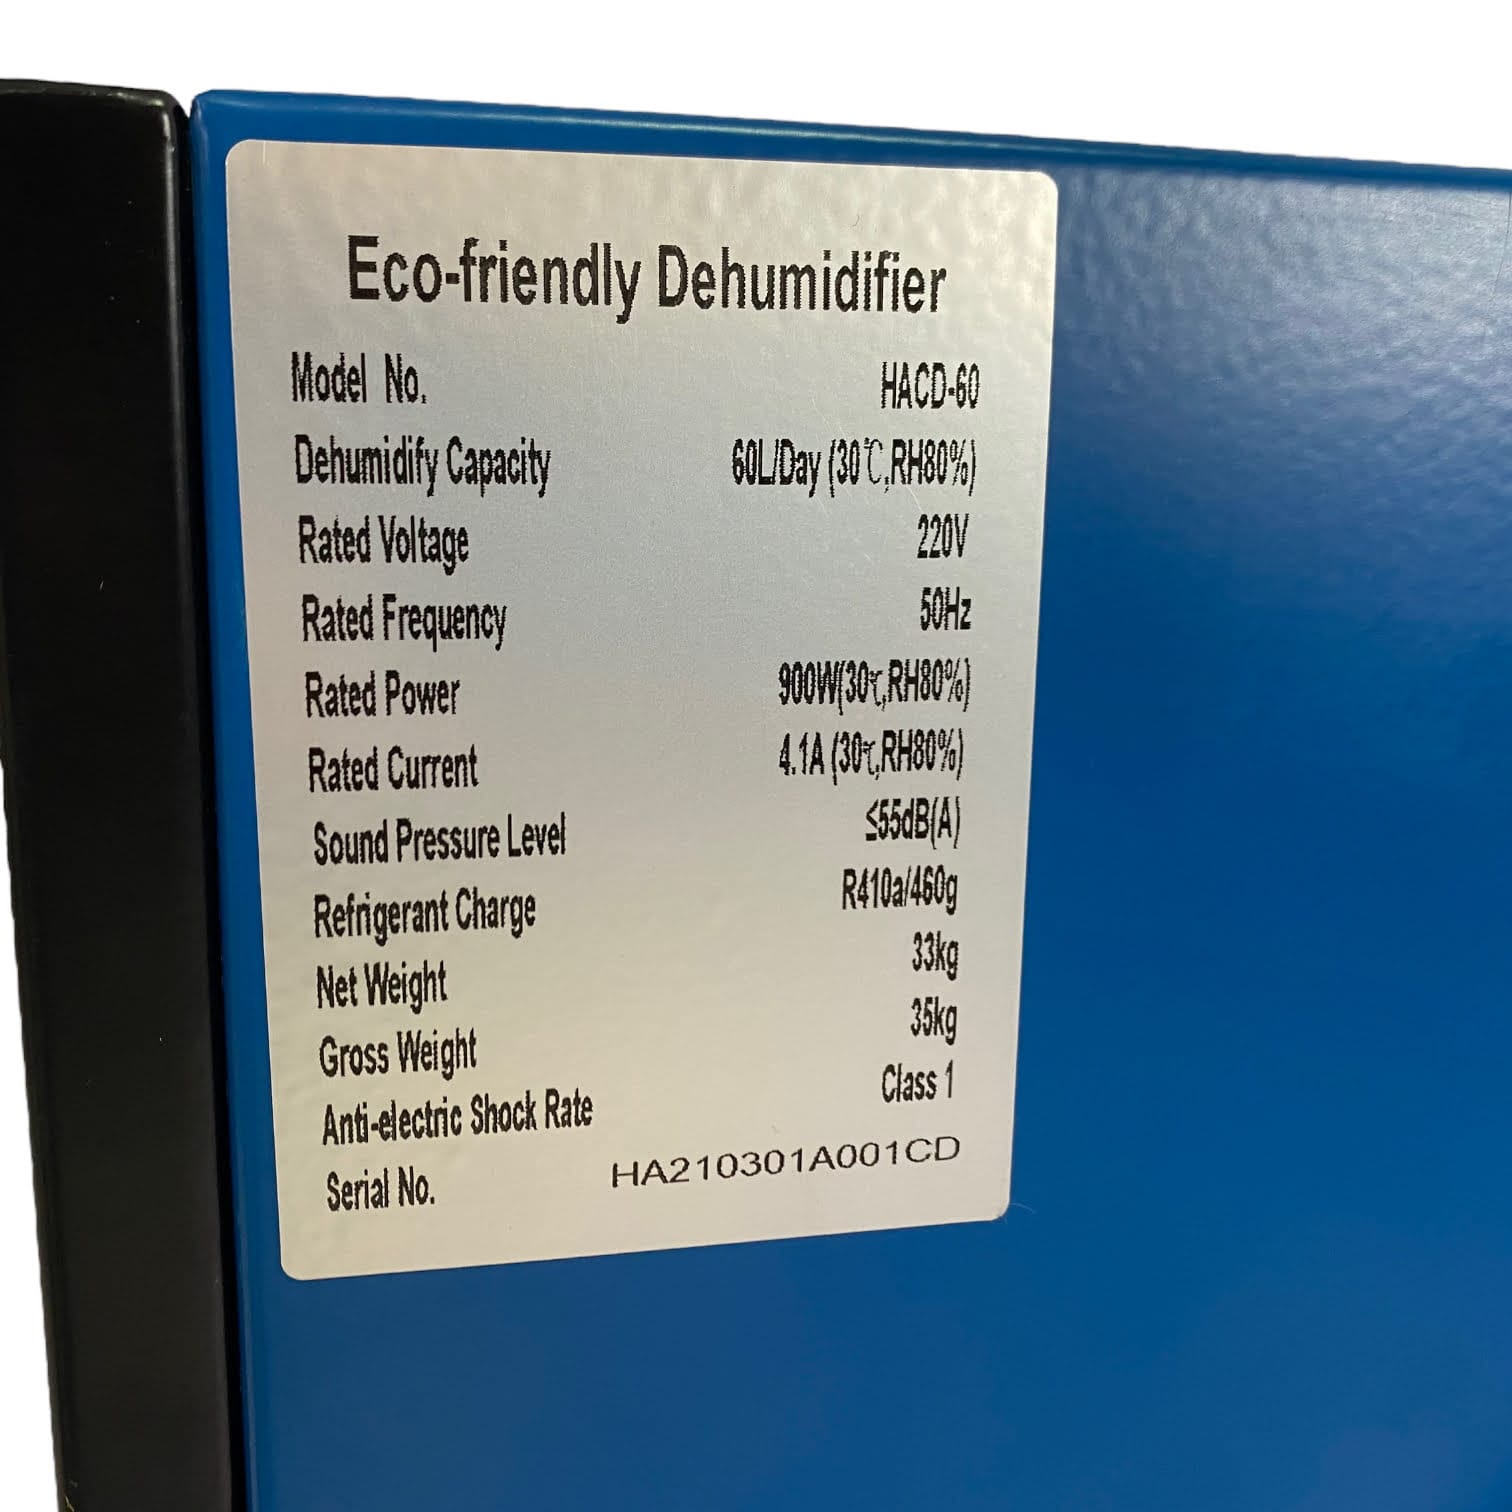 Eco-friendly Dehumidifier
Model No. HACD-60
Dehumidify Capacity 60L/Day (30℃,RH80%)
Rated Voltage 220V
Rated Frequency 50Hz
Rated Power 900W(30℃,RH80%)
Rated Current 4.1A (30℃,RH80%)
Sound Pressure Level ≤55dB(A)
Refrigerant Charge R410a/460g
Net Weight 33kg
Gross Weight 35kg
Anti-electric Shock Rate Class 1
Serial No. HA210301A001CD